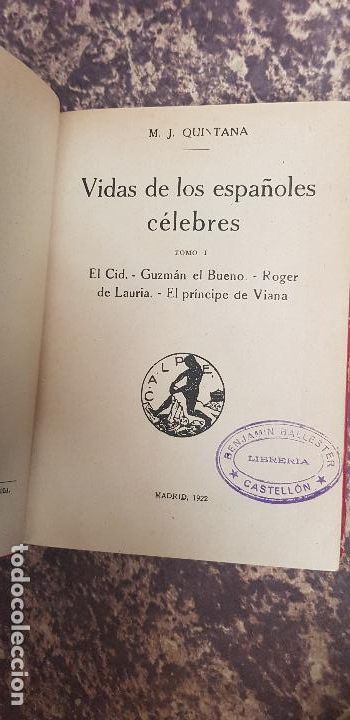 M. J. QUINTANA
Vidas de los españoles
célebres
TOMO I
El Cid. - Guzmán el Bueno. - Roger
de Lauria. - El príncipe de Viana
C.A.L.P.E.
BENJAMIN BALLESTER
LIBRERIA
★ CASTELLÓN ★
MADRID, 1922
todocoleccion